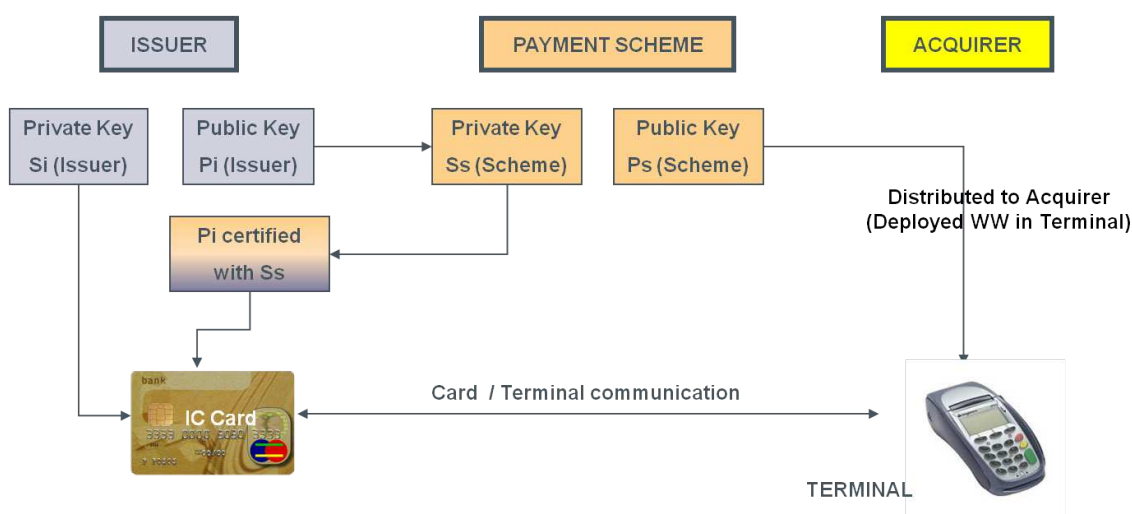 ISSUER
PAYMENT SCHEME
ACQUIRER
Private Key
Si (Issuer)
Public Key
Pi (Issuer)
Private Key
Ss (Scheme)
Public Key
Ps (Scheme)
Distributed to Acquirer
(Deployed WW in Terminal)
Pi certified
with Ss
bank
IC Card
Card / Terminal communication
TERMINAL